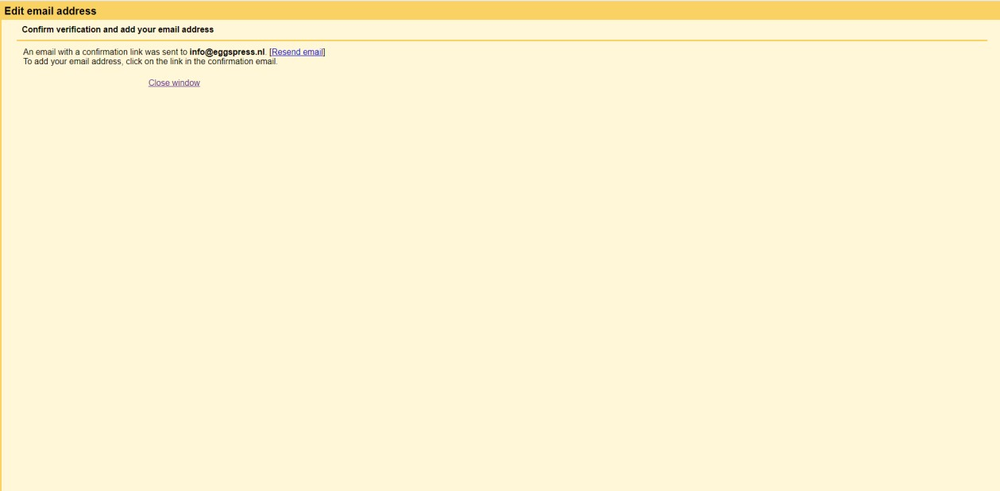 Edit email address
Confirm verification and add your email address
An email with a confirmation link was sent to info@eggspress.nl. [Resend email]
To add your email address, click on the link in the confirmation email.
Close window